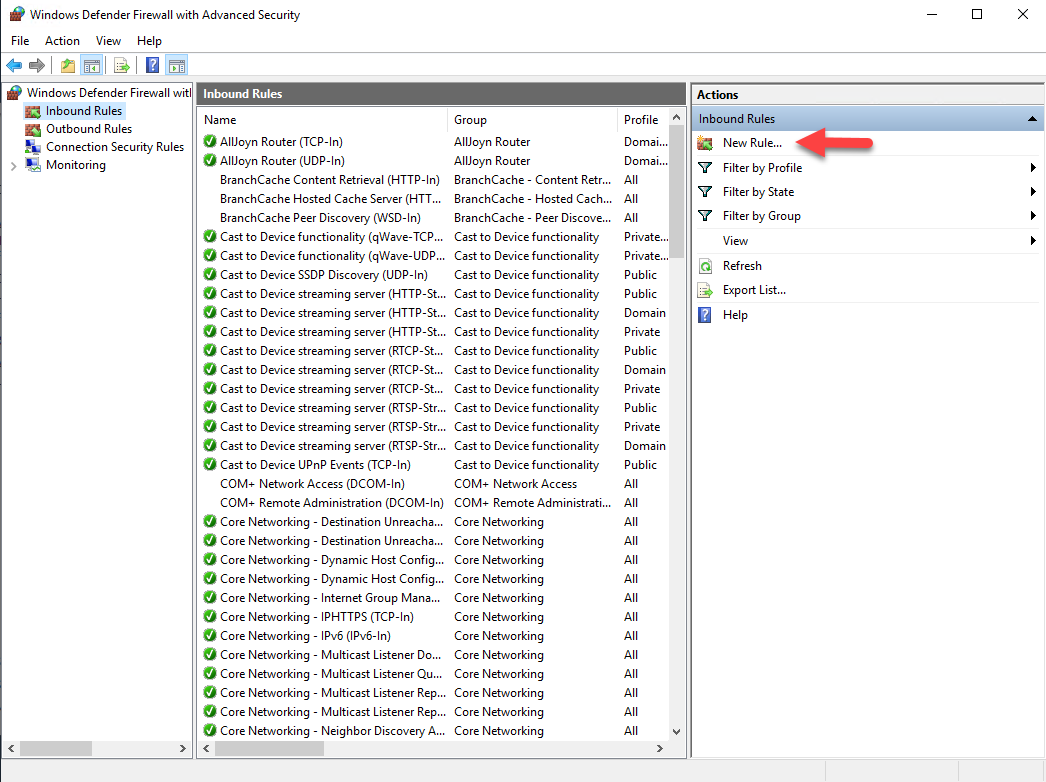 Windows Defender Firewall with Advanced Security
File Action View Help
Windows Defender Firewall witl
Inbound Rules
Outbound Rules
Connection Security Rules
Monitoring
Inbound Rules
Name Group Profile
AllJoyn Router (TCP-In) AllJoyn Router Domai...
AllJoyn Router (UDP-In) AllJoyn Router Domai...
BranchCache Content Retrieval (HTTP-In) BranchCache - Content Retr... All
BranchCache Hosted Cache Server (HTT... BranchCache - Hosted Cach... All
BranchCache Peer Discovery (WSD-In) BranchCache - Peer Discove... All
Cast to Device functionality (qWave-TCP... Cast to Device functionality Private...
Cast to Device functionality (qWave-UDP... Cast to Device functionality Private...
Cast to Device SSDP Discovery (UDP-In) Cast to Device functionality Public
Cast to Device streaming server (HTTP-St... Cast to Device functionality Public
Cast to Device streaming server (HTTP-St... Cast to Device functionality Domain
Cast to Device streaming server (HTTP-St... Cast to Device functionality Private
Cast to Device streaming server (RTCP-St... Cast to Device functionality Public
Cast to Device streaming server (RTCP-St... Cast to Device functionality Domain
Cast to Device streaming server (RTCP-St... Cast to Device functionality Private
Cast to Device streaming server (RTSP-Str... Cast to Device functionality Public
Cast to Device streaming server (RTSP-Str... Cast to Device functionality Private
Cast to Device streaming server (RTSP-Str... Cast to Device functionality Domain
Cast to Device UPnP Events (TCP-In) Cast to Device functionality Public
COM+ Network Access (DCOM-In) COM+ Network Access All
COM+ Remote Administration (DCOM-In) COM+ Remote Administrati... All
Core Networking - Destination Unreacha... Core Networking All
Core Networking - Destination Unreacha... Core Networking All
Core Networking - Dynamic Host Config... Core Networking All
Core Networking - Dynamic Host Config... Core Networking All
Core Networking - Internet Group Mana... Core Networking All
Core Networking - IPHTTPS (TCP-In) Core Networking All
Core Networking - IPv6 (IPv6-In) Core Networking All
Core Networking - Multicast Listener Do... Core Networking All
Core Networking - Multicast Listener Qu... Core Networking All
Core Networking - Multicast Listener Rep... Core Networking All
Core Networking - Multicast Listener Rep... Core Networking All
Core Networking - Neighbor Discovery A... Core Networking All
Actions
Inbound Rules
New Rule...
Filter by Profile
Filter by State
Filter by Group
View
Refresh
Export List...
Help